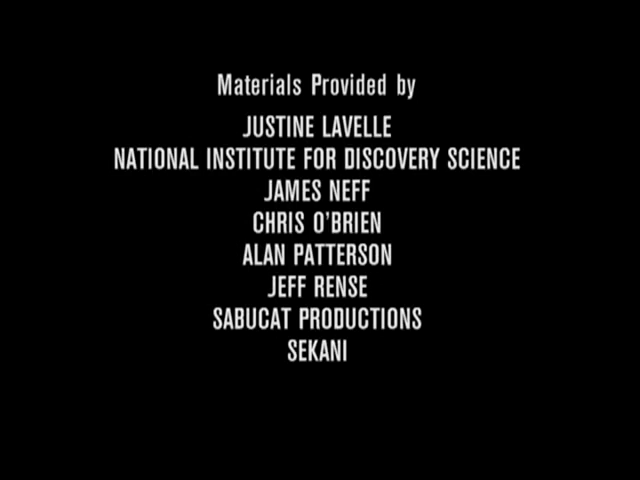 Materials Provided by
JUSTINE LAVELLE
NATIONAL INSTITUTE FOR DISCOVERY SCIENCE
JAMES NEFF
CHRIS O'BRIEN
ALAN PATTERSON
JEFF RENSE
SABUCAT PRODUCTIONS
SEKANI